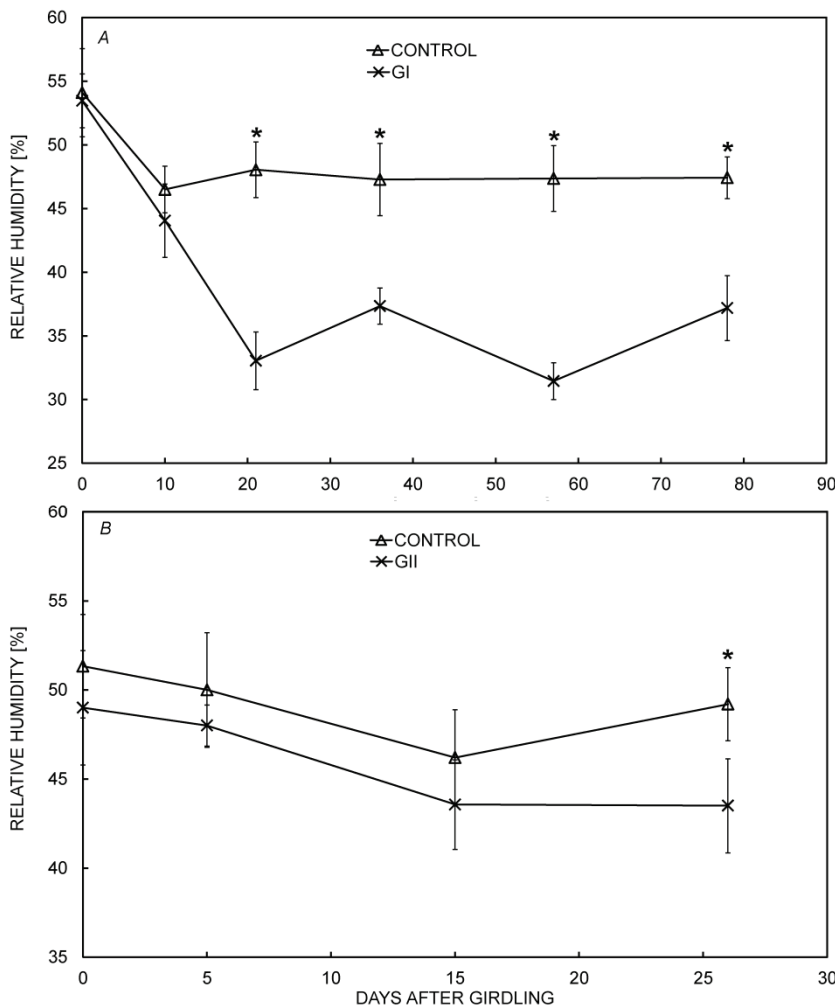 60
A
CONTROL
GI
55
*
*
*
*
50
45
40
35
30
25
RELATIVE HUMIDITY [%]
0 10 20 30 40 50 60 70 80 90
60
B
CONTROL
GII
55
*
50
45
40
35
RELATIVE HUMIDITY [%]
0 5 10 15 20 25 30
DAYS AFTER GIRDLING